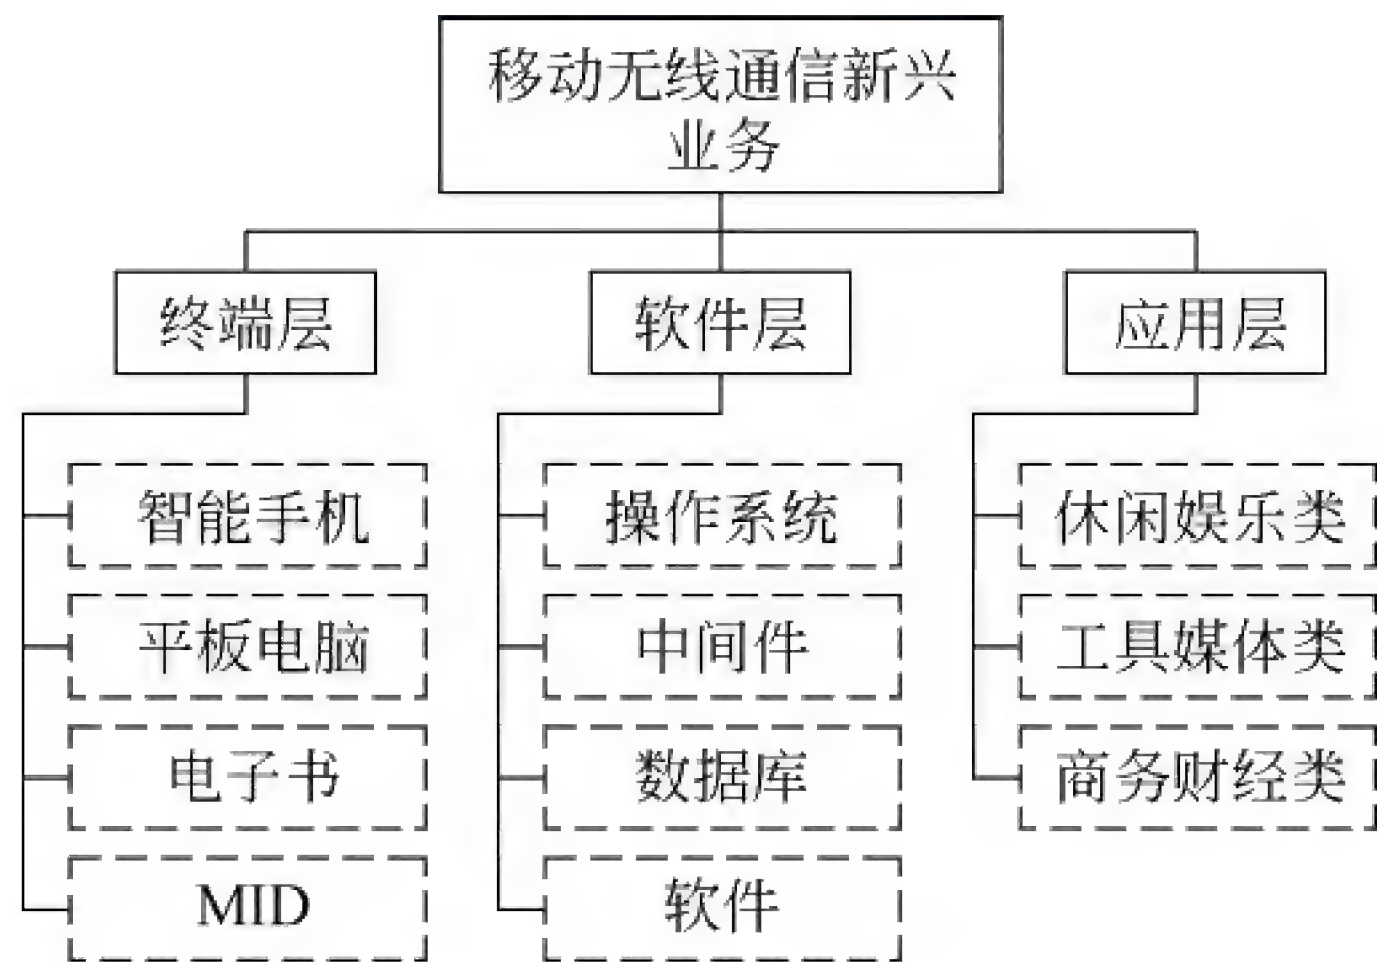 移动无线通信新兴
业务
终端层
软件层
应用层
智能手机
操作系统
休闲娱乐类
平板电脑
中间件
工具媒体类
电子书
数据库
商务财经类
MID
软件